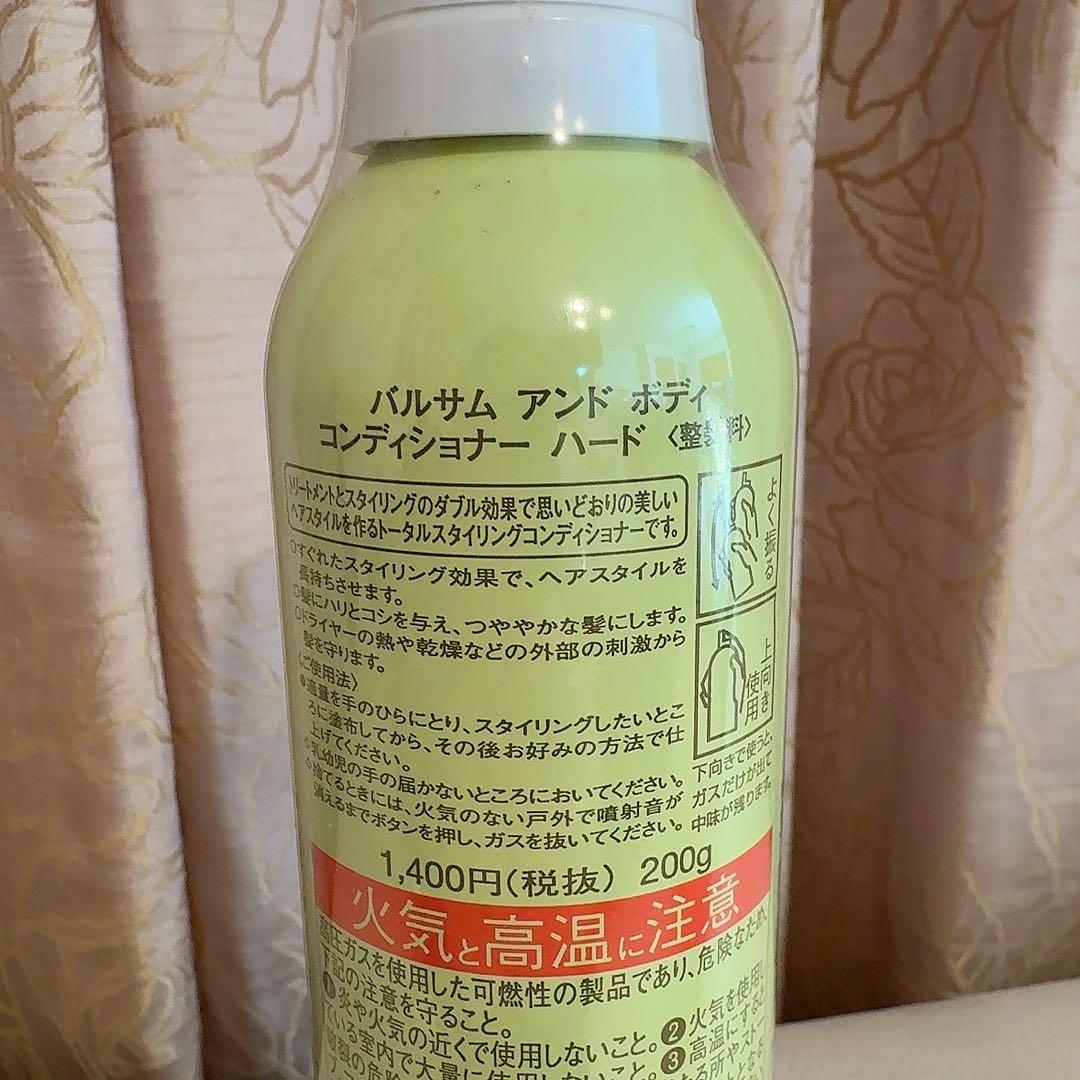 バルサム アンド ボディ
コンディショナー ハード 〈整髪料〉
トリートメントとスタイリングのダブル効果で思いどおりの美しい
ヘアスタイルを作るトータルスタイリングコンディショナーです。
○すぐれたスタイリング効果で、ヘアスタイルを
長持ちさせます。
○髪にハリとコシを与え、つややかな髪にします。
○ドライヤーの熱や乾燥などの外部の刺激から
髪を守ります。
〈ご使用法〉
●適量を手のひらにとり、スタイリングしたいとこ
ろに塗布してから、その後お好みの方法で仕
上げてください。
◇乳幼児の手の届かないところにおいてください。
◇捨てるときには、火気のない戸外で噴射音が
消えるまでボタンを押し、ガスを抜いてください。
よく振る
上向き
使用
下向きで使うと、
ガスだけが出て
中味が残ります。
1,400円(税抜) 200g
火気と高温に注意
高圧ガスを使用した可燃性の製品であり、危険なため、
下記の注意を守ること。
❶炎や火気の近くで使用しないこと。❷火気を使用し
ている室内で大量に使用しないこと。❸高温にすると
破裂の危険